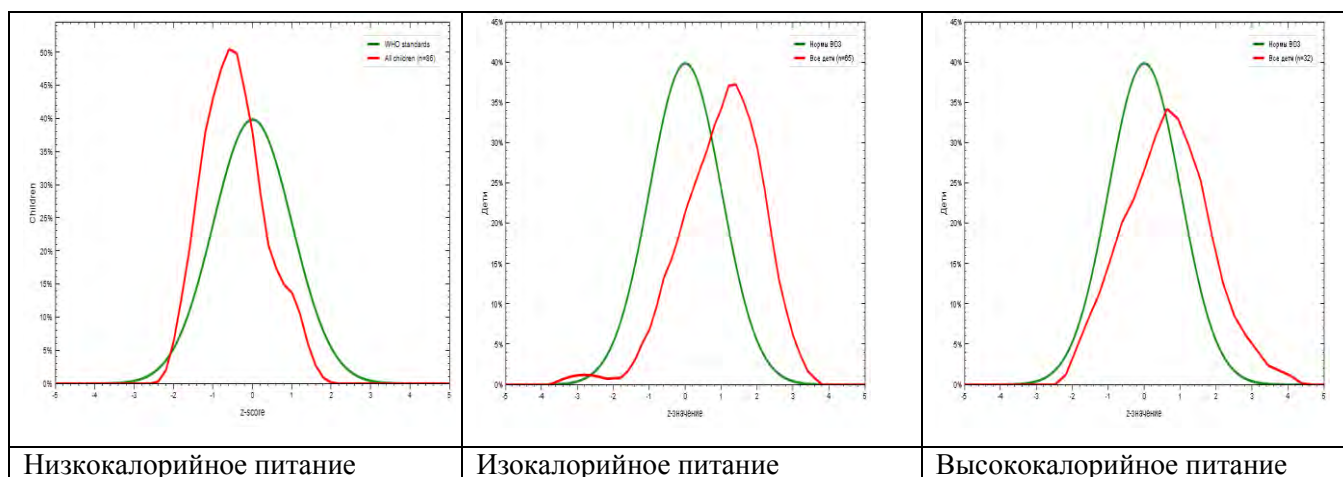 WHO standards
All children (n=86)
50%
45%
40%
35%
30%
25%
20%
15%
10%
5%
0%
Children
-5 -4 -3 -2 -1 0 1 2 3 4 5
z-score
Нормы ВОЗ
Все дети (n=65)
45%
40%
35%
30%
25%
20%
15%
10%
5%
0%
Дети
-5 -4 -3 -2 -1 0 1 2 3 4 5
z-значение
Нормы ВОЗ
Все дети (n=32)
45%
40%
35%
30%
25%
20%
15%
10%
5%
0%
Дети
-5 -4 -3 -2 -1 0 1 2 3 4 5
z-значение
Низкокалорийное питание
Изокалорийное питание
Высококалорийное питание